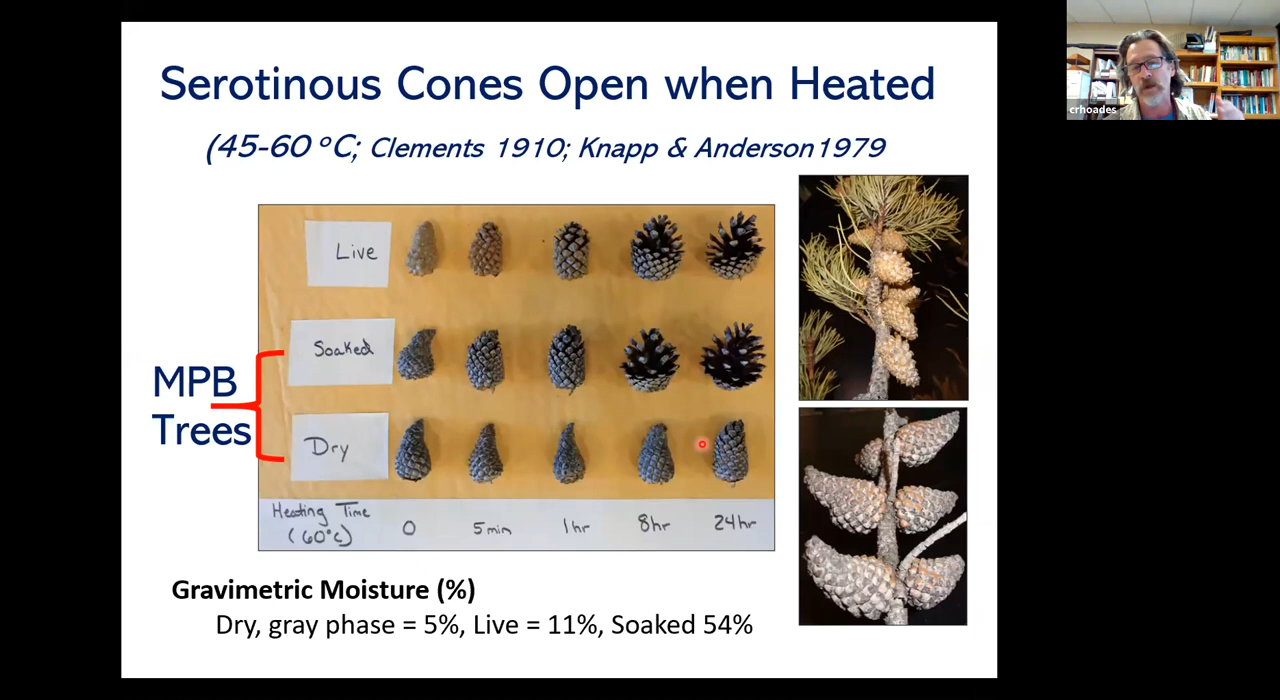 Serotinous Cones Open when Heated
(45-60 °C; Clements 1910; Knapp & Anderson1979
crhoades
Live
Soaked
MPB
Trees
Dry
Heating Time
(60°C)
0
5min
1hr
8hr
24hr
Gravimetric Moisture (%)
Dry, gray phase = 5%, Live = 11%, Soaked 54%